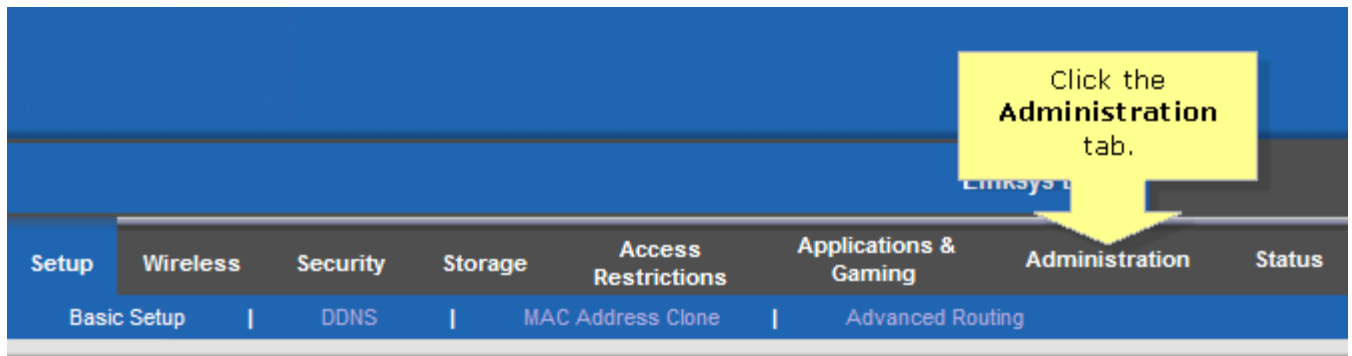 Click the
Administration
tab.
Linksys
Setup
Wireless
Security
Storage
Access
Restrictions
Applications &
Gaming
Administration
Status
Basic Setup | DDNS | MAC Address Clone | Advanced Routing